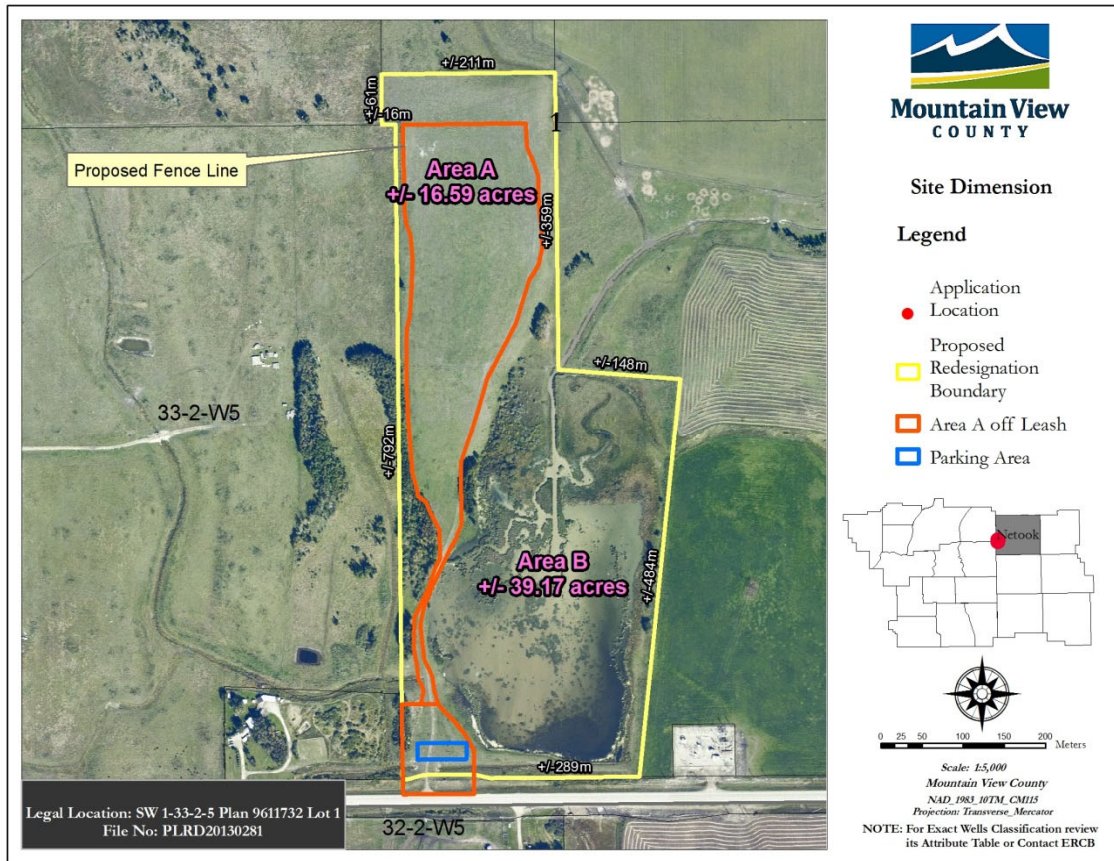 +/-211m
+/-61m
+/-16m
1
Proposed Fence Line
Area A
+/- 16.59 acres
+/-359m
+/-148m
33-2-W5
+/-792m
Area B
+/- 39.17 acres
+/-484m
+/-289m
Legal Location: SW 1-33-2-5 Plan 9611732 Lot 1
File No: PLRD20130281
32-2-W5
Mountain View
COUNTY
Site Dimension
Legend
Application
Location
Proposed
Redesignation
Boundary
Area A off Leash
Parking Area
Netook
0 25 50 100 150 200
Meters
Scale: 1:5,000
Mountain View County
NAD_1983_10TM_CM115
Projection: Transverse_Mercator
NOTE: For Exact Wells Classification review
its Attribute Table or Contact ERCB